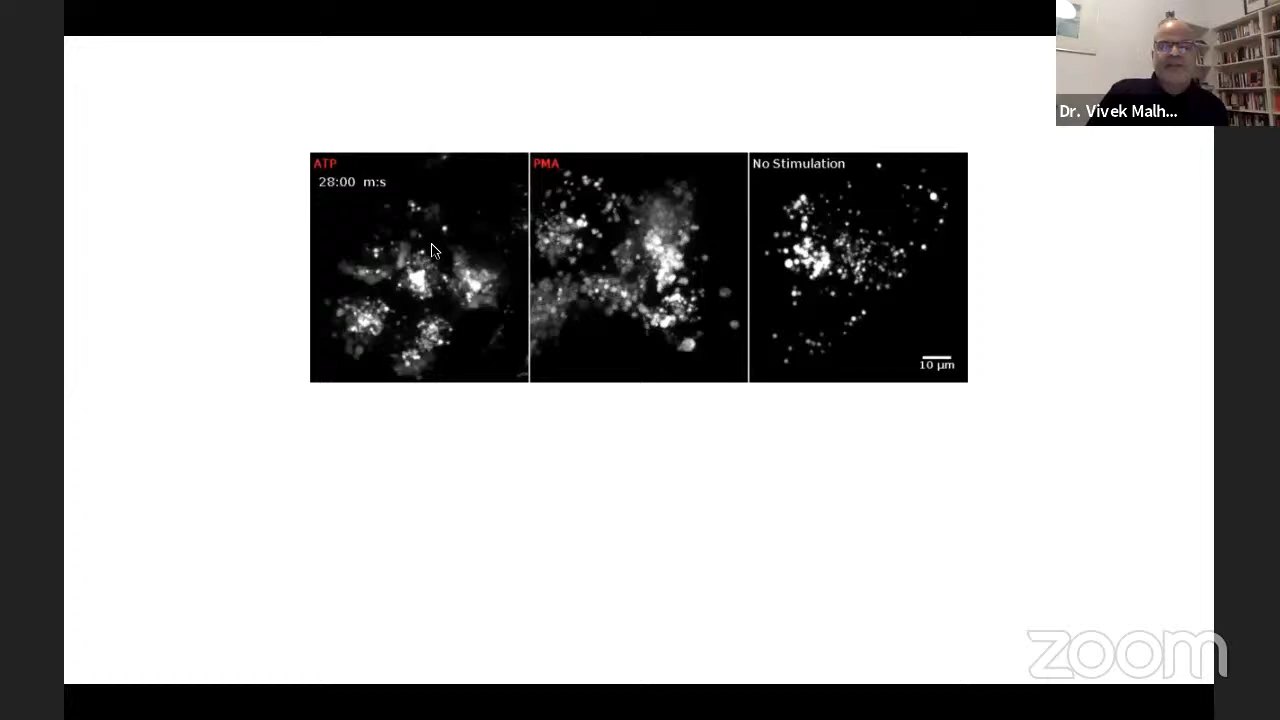 Dr. Vivek Malh...
ATP
28:00 m:s
PMA
No Stimulation
10 µm
zoom